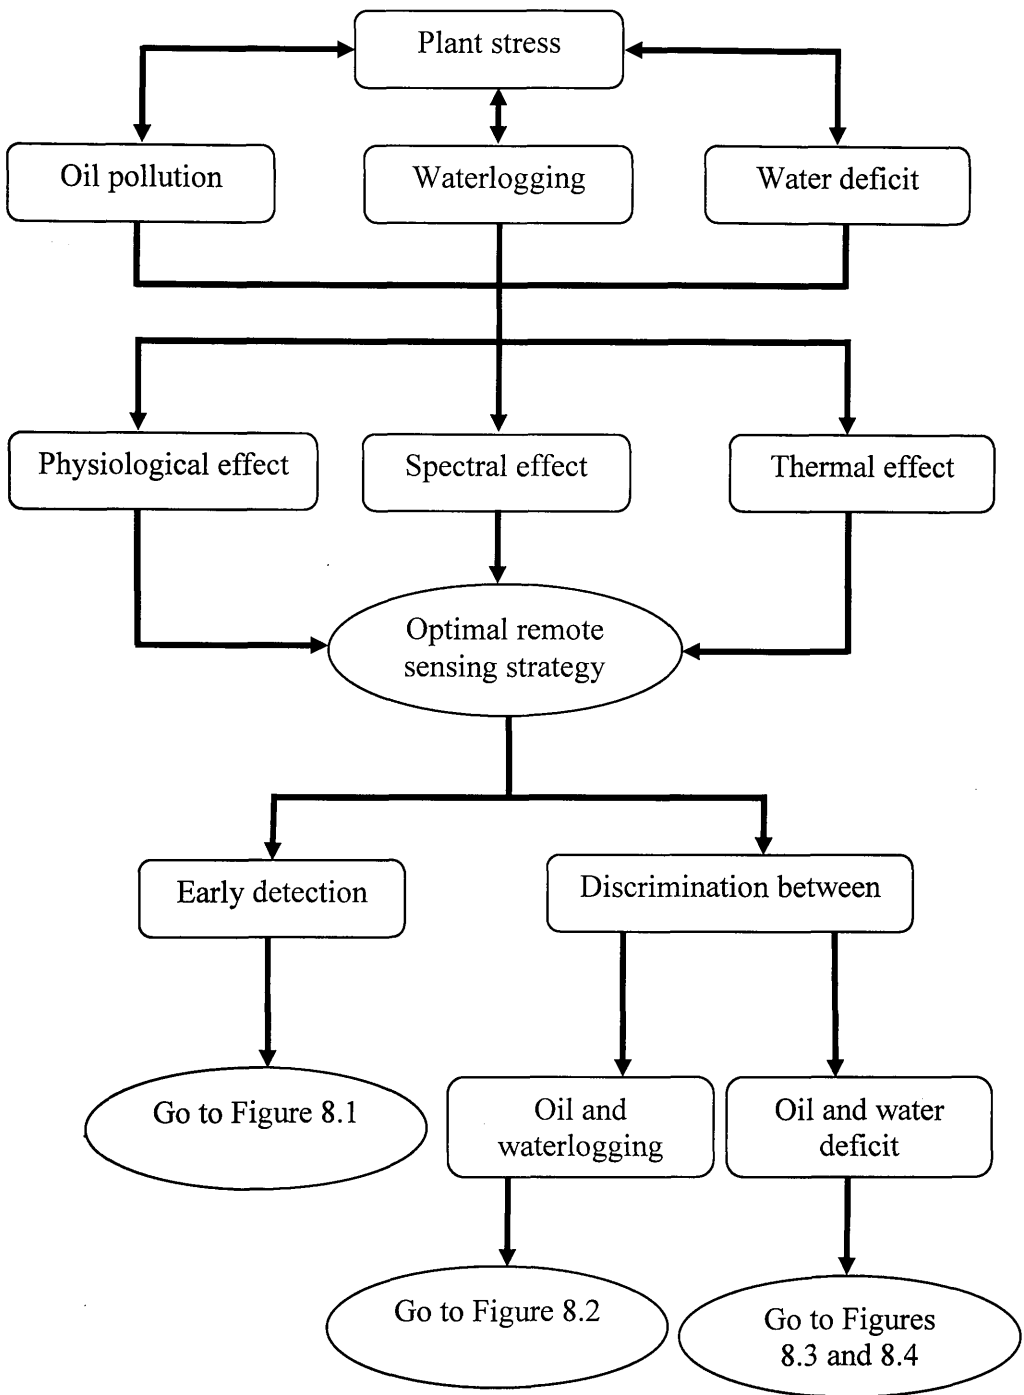 Plant stress
Oil pollution
Waterlogging
Water deficit
Physiological effect
Spectral effect
Thermal effect
Optimal remote
sensing strategy
Early detection
Discrimination between
Go to Figure 8.1
Oil and
waterlogging
Oil and water
deficit
Go to Figure 8.2
Go to Figures
8.3 and 8.4